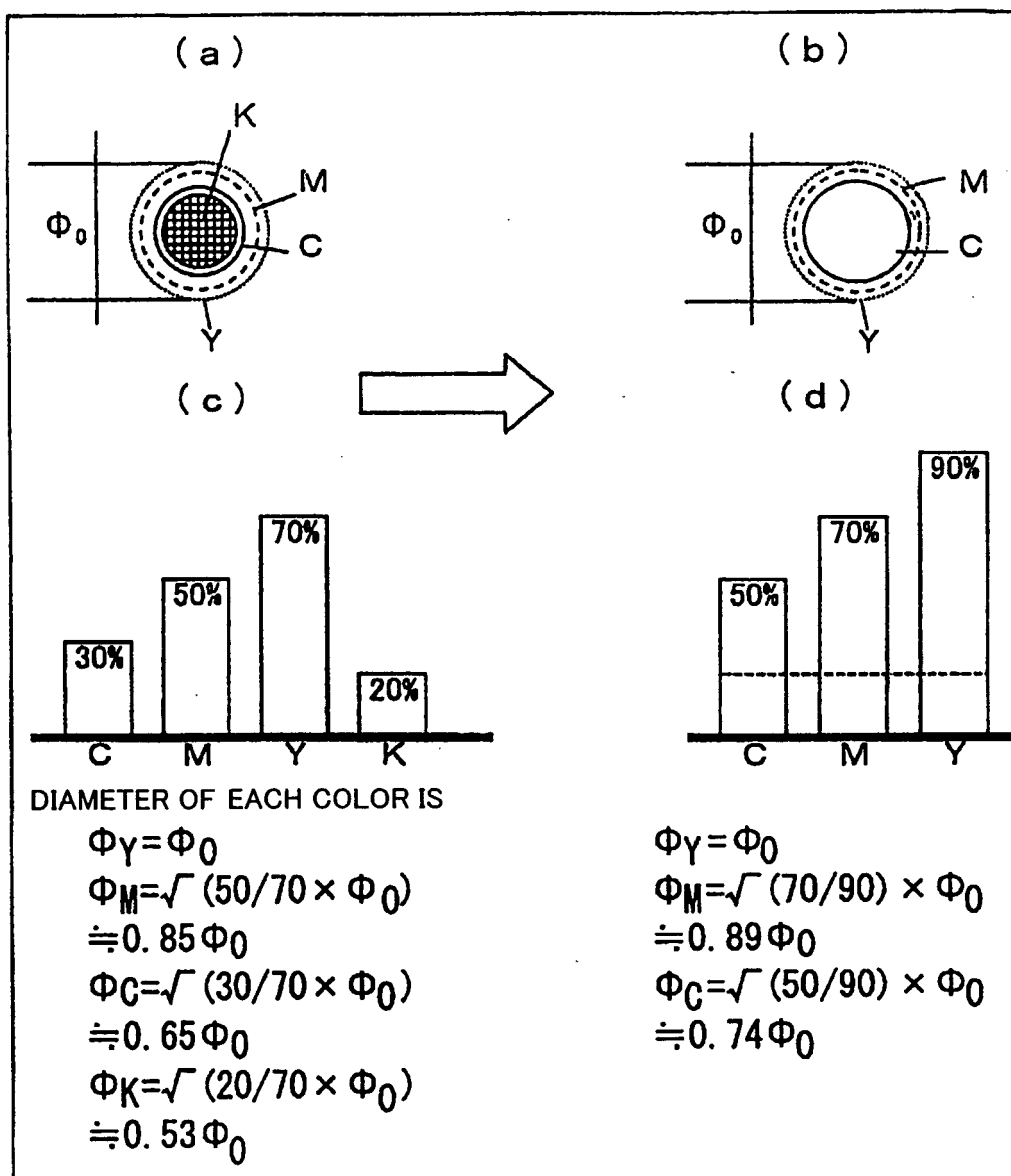 (a)
K
M
C
Y
Φ0
(b)
M
C
Y
Φ0
(c)
70%
50%
30%
20%
C M Y K
(d)
90%
70%
50%
C M Y
DIAMETER OF EACH COLOR IS
ΦY=Φ0
ΦM=√(50/70×Φ0)
≒0.85Φ0
ΦC=√(30/70×Φ0)
≒0.65Φ0
ΦK=√(20/70×Φ0)
≒0.53Φ0
ΦY=Φ0
ΦM=√(70/90)×Φ0
≒0.89Φ0
ΦC=√(50/90)×Φ0
≒0.74Φ0